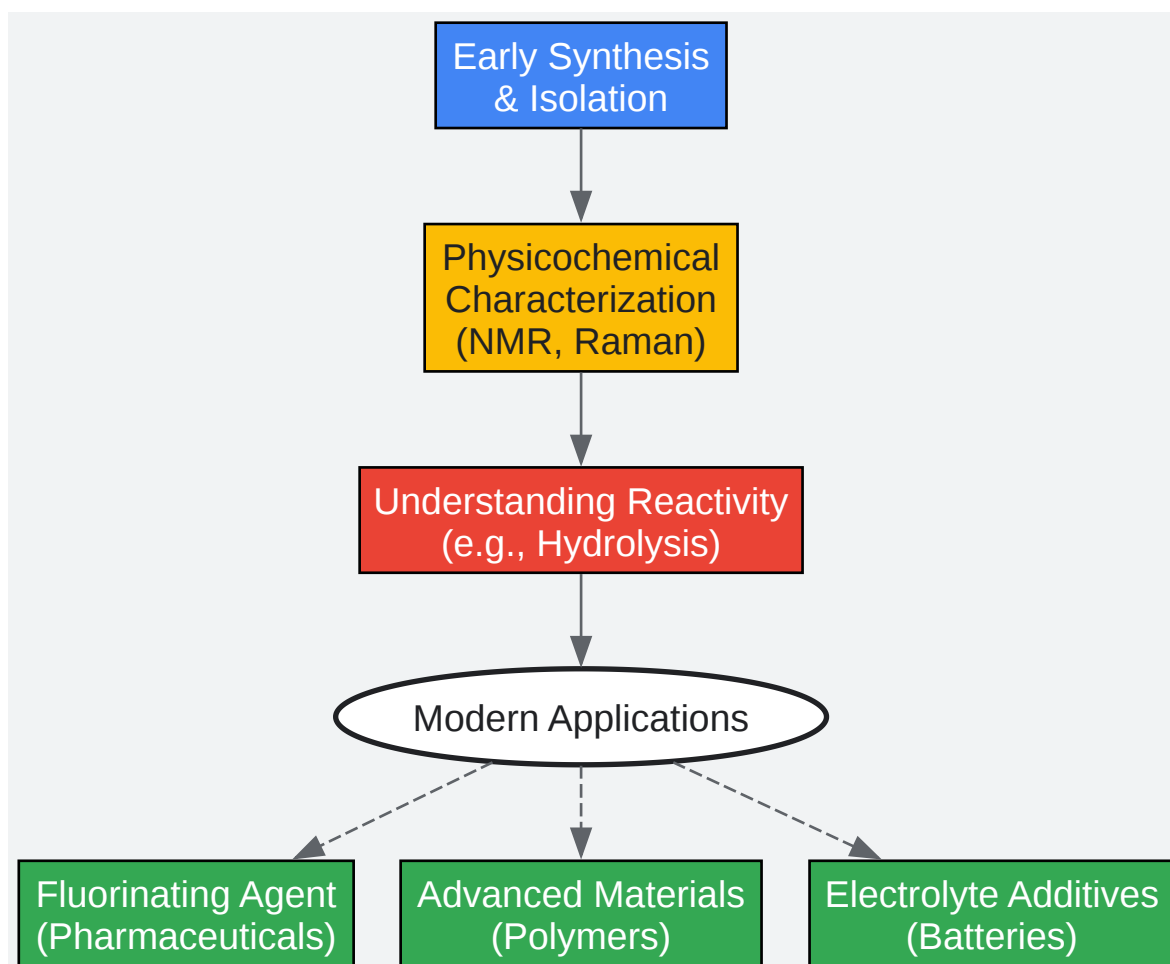 Early Synthesis
& Isolation
Physicochemical
Characterization
(NMR, Raman)
Understanding Reactivity
(e.g., Hydrolysis)
Modern Applications
Fluorinating Agent
(Pharmaceuticals)
Advanced Materials
(Polymers)
Electrolyte Additives
(Batteries)